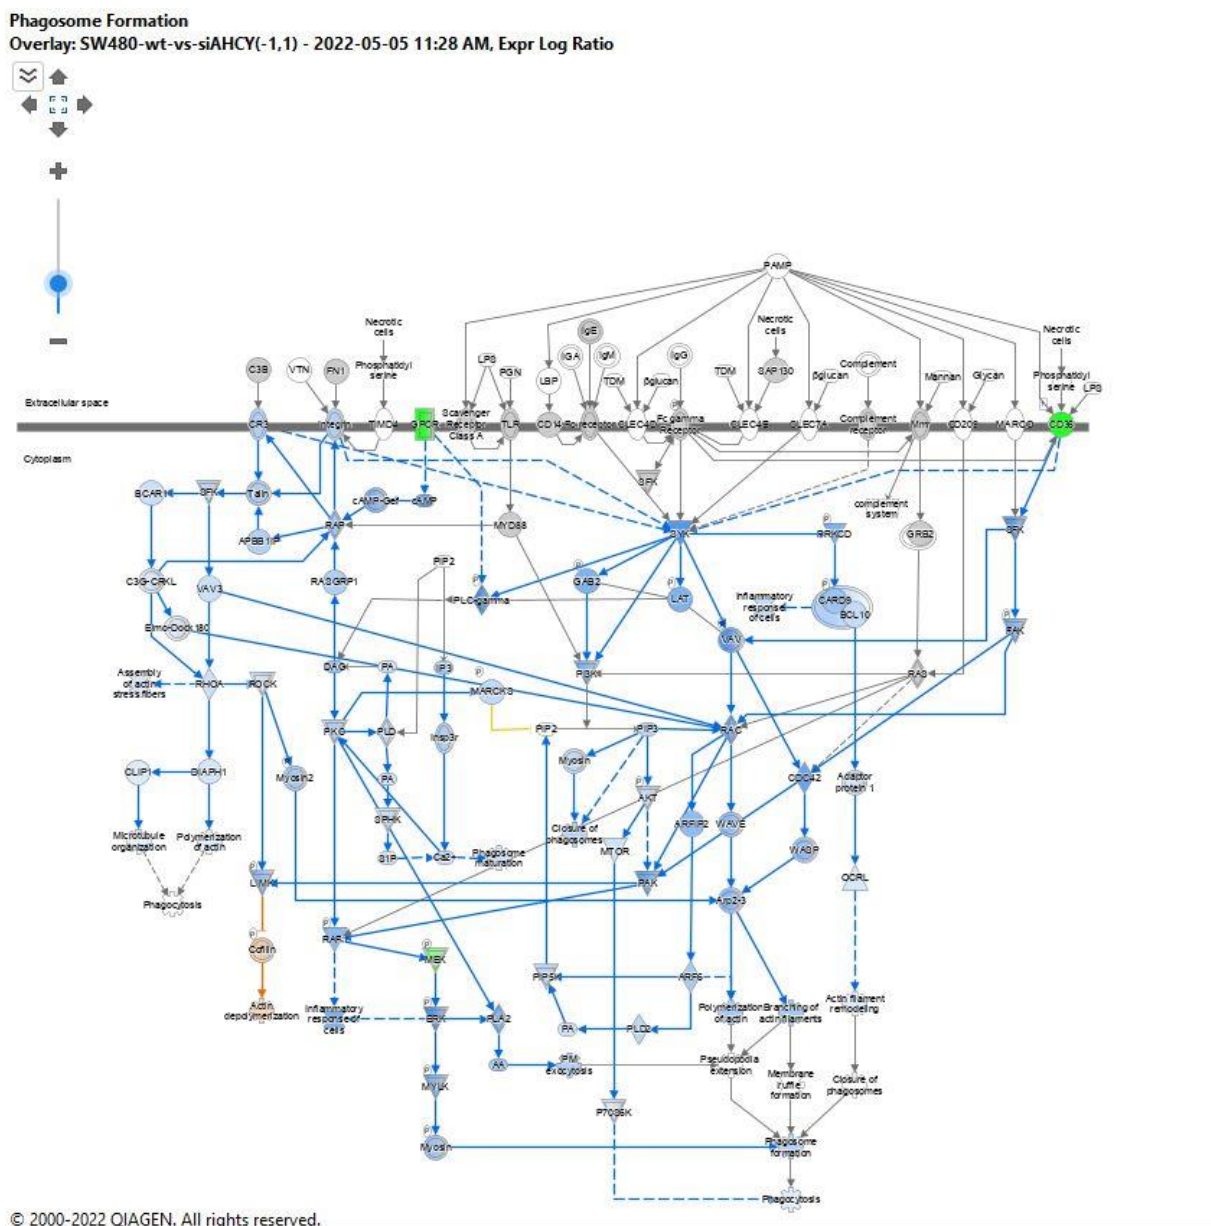 Phagosome Formation
Overlay: SW480-wt-vs-siAHCY(-1,1) - 2022-05-05 11:28 AM, Expr Log Ratio
PAMP
Necrotic
cells
IgE
Necrotic
cells
Necrotic
cells
C3B
VTN
FN1
Phosphatidyl
serine
LPS
PGN
LBP
IGA
IgM
TDM
βglucan
IgG
TDM
SAP130
βglucan
Complement
Mannan
Glycan
Phosphatidyl
serine
LPS
Extracellular space
CR3
Integrin
TIMD4
GPCR
Scavenger
Receptor
Class A
TLR
CD14
Fc gamma
Receptor
CLEC4E
CLEC7A
Complement
receptor
CD209
MARCO
CD36
Cytoplasm
BCAR1
SFK
Talin
cAMP-Gef
cAMP
SFK
complement
system
APBB1IP
RAP
MYD88
SYK
PRKCD
GRB2
SFK
C3G-CRKL
VAV3
RASGRP1
PIP2
PLC gamma
GAB2
LAT
Inflammatory
response
of cells
CARD9
BCL10
Elmo-Dock180
VAV
FAK
Assembly
of actin
stress fibers
RHOA
ROCK
DAG
PA
IP3
MARCKS
PI3K
RAS
PKC
PLD
Insp3r
PIP2
PIP3
RAC
CLIP1
DIAPH1
Myosin2
PA
Myosin
AKT
CDC42
Adaptor
protein 1
Microtubule
organization
Polymerization
of actin
SPHK
S1P
Ca2+
Phagosome
maturation
Closure of
phagosomes
MTOR
ARFIP2
WAVE
WASP
Phagocytosis
LIMK
PAK
Arp2-3
OCRL
Cofilin
RAF1
MEK
PIP5K
ARF6
Actin
depolymerization
Inflammatory
response of
cells
ERK
PLA2
PA
PLD2
Polymerization
of actin
Branching of
actin filaments
Actin filament
remodeling
AA
PM
exocytosis
Pseudopodia
extension
MYLK
Membrane
ruffle
formation
Closure of
phagosomes
P70S6K
Myosin
Phagosome
formation
Phagocytosis
© 2000-2022 QIAGEN. All rights reserved.